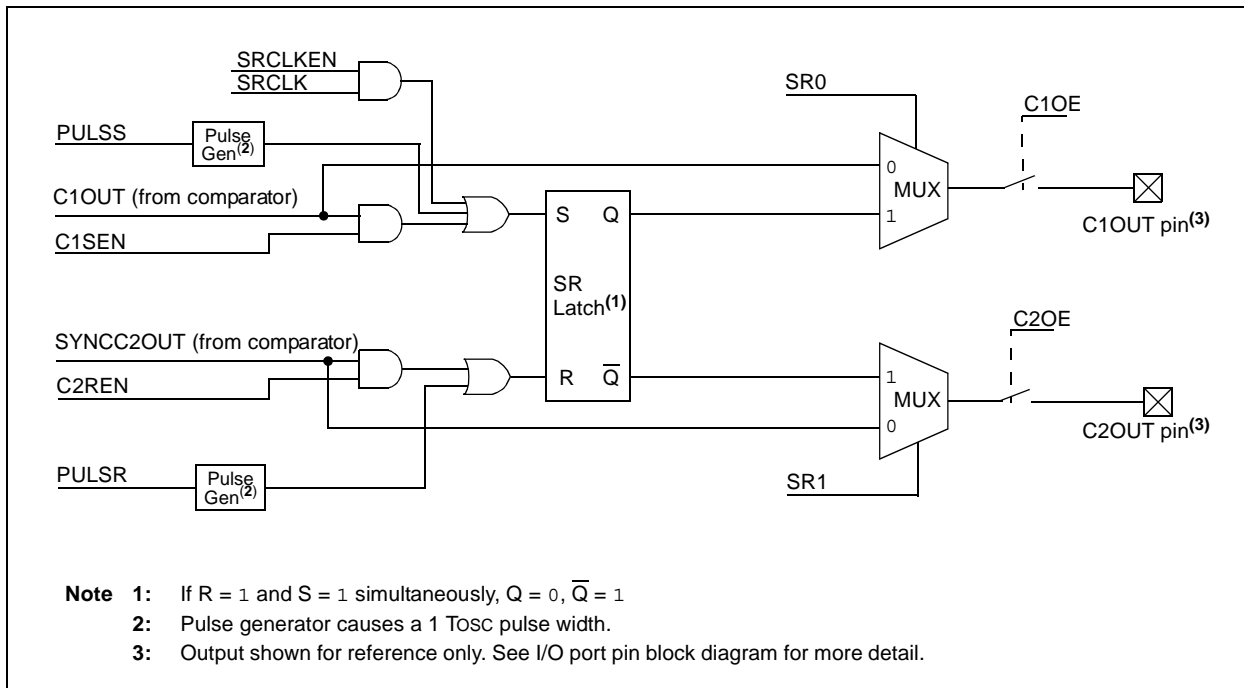 SRCLKEN
SRCLK
SR0
C1OE
PULSS
Pulse
Gen(2)
0
MUX
1
C1OUT (from comparator)
C1SEN
S Q
C1OUT pin(3)
SR
Latch(1)
C2OE
SYNCC2OUT (from comparator)
C2REN
R Q̅
1
MUX
0
C2OUT pin(3)
PULSR
Pulse
Gen(2)
SR1
Note 1: If R = 1 and S = 1 simultaneously, Q = 0, Q̅ = 1
2: Pulse generator causes a 1 TOSC pulse width.
3: Output shown for reference only. See I/O port pin block diagram for more detail.